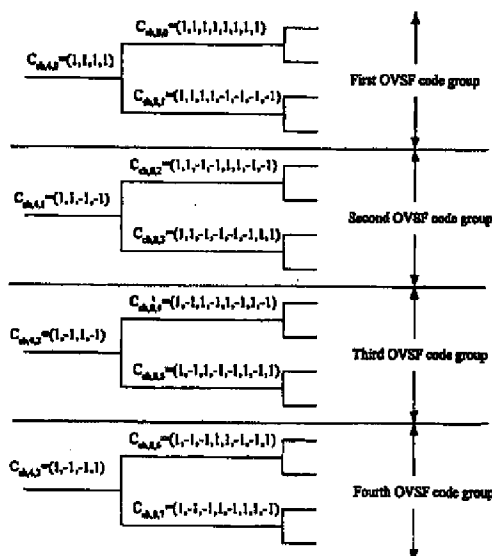 C_ch,8,0=(1,1,1,1,1,1,1,1)
C_ch,4,0=(1,1,1,1)
First OVSF code group
C_ch,8,1=(1,1,1,1,-1,-1,-1,-1)
C_ch,8,2=(1,1,-1,-1,1,1,-1,-1)
C_ch,4,1=(1,1,-1,-1)
Second OVSF code group
C_ch,8,3=(1,1,-1,-1,-1,-1,1,1)
C_ch,8,4=(1,-1,1,-1,1,-1,1,-1)
C_ch,4,2=(1,-1,1,-1)
Third OVSF code group
C_ch,8,5=(1,-1,1,-1,-1,1,-1,1)
C_ch,8,6=(1,-1,-1,1,1,-1,-1,1)
C_ch,4,3=(1,-1,-1,1)
Fourth OVSF code group
C_ch,8,7=(1,-1,-1,1,-1,1,1,-1)